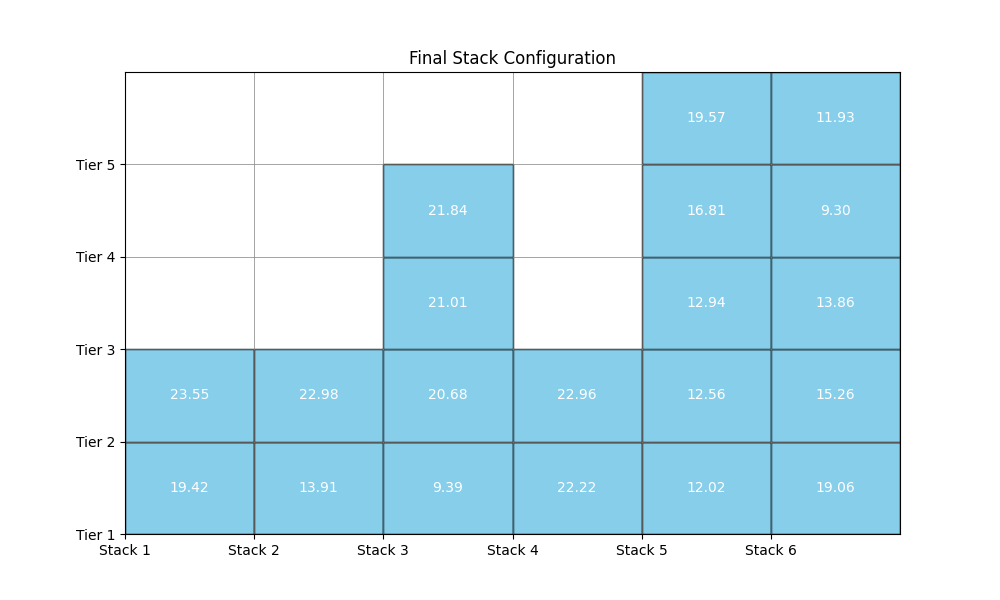 Final Stack Configuration
19.57 11.93
Tier 5
21.84 16.81 9.30
Tier 4
21.01 12.94 13.86
Tier 3
23.55 22.98 20.68 22.96 12.56 15.26
Tier 2
19.42 13.91 9.39 22.22 12.02 19.06
Tier 1
Stack 1 Stack 2 Stack 3 Stack 4 Stack 5 Stack 6